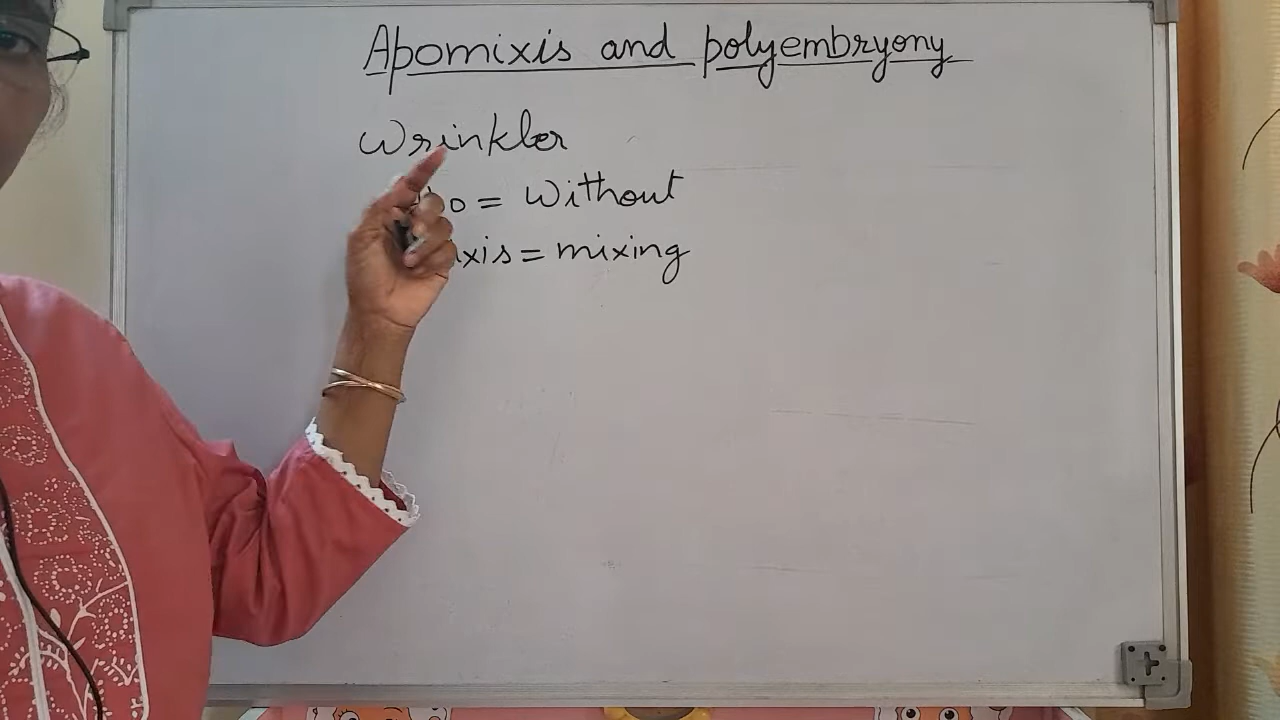 Apomixis and polyembryony
Wrinkler
= Without
= mixing